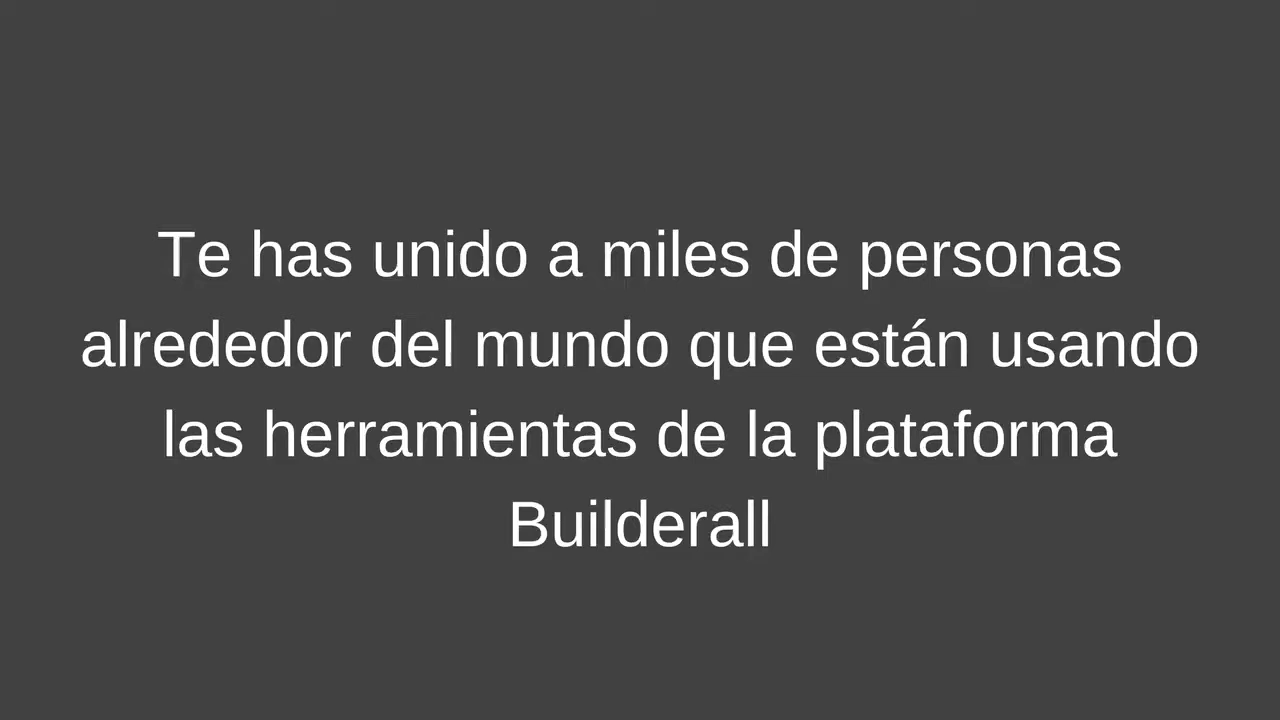 Te has unido a miles de personas
alrededor del mundo que están usando
las herramientas de la plataforma
Builderall